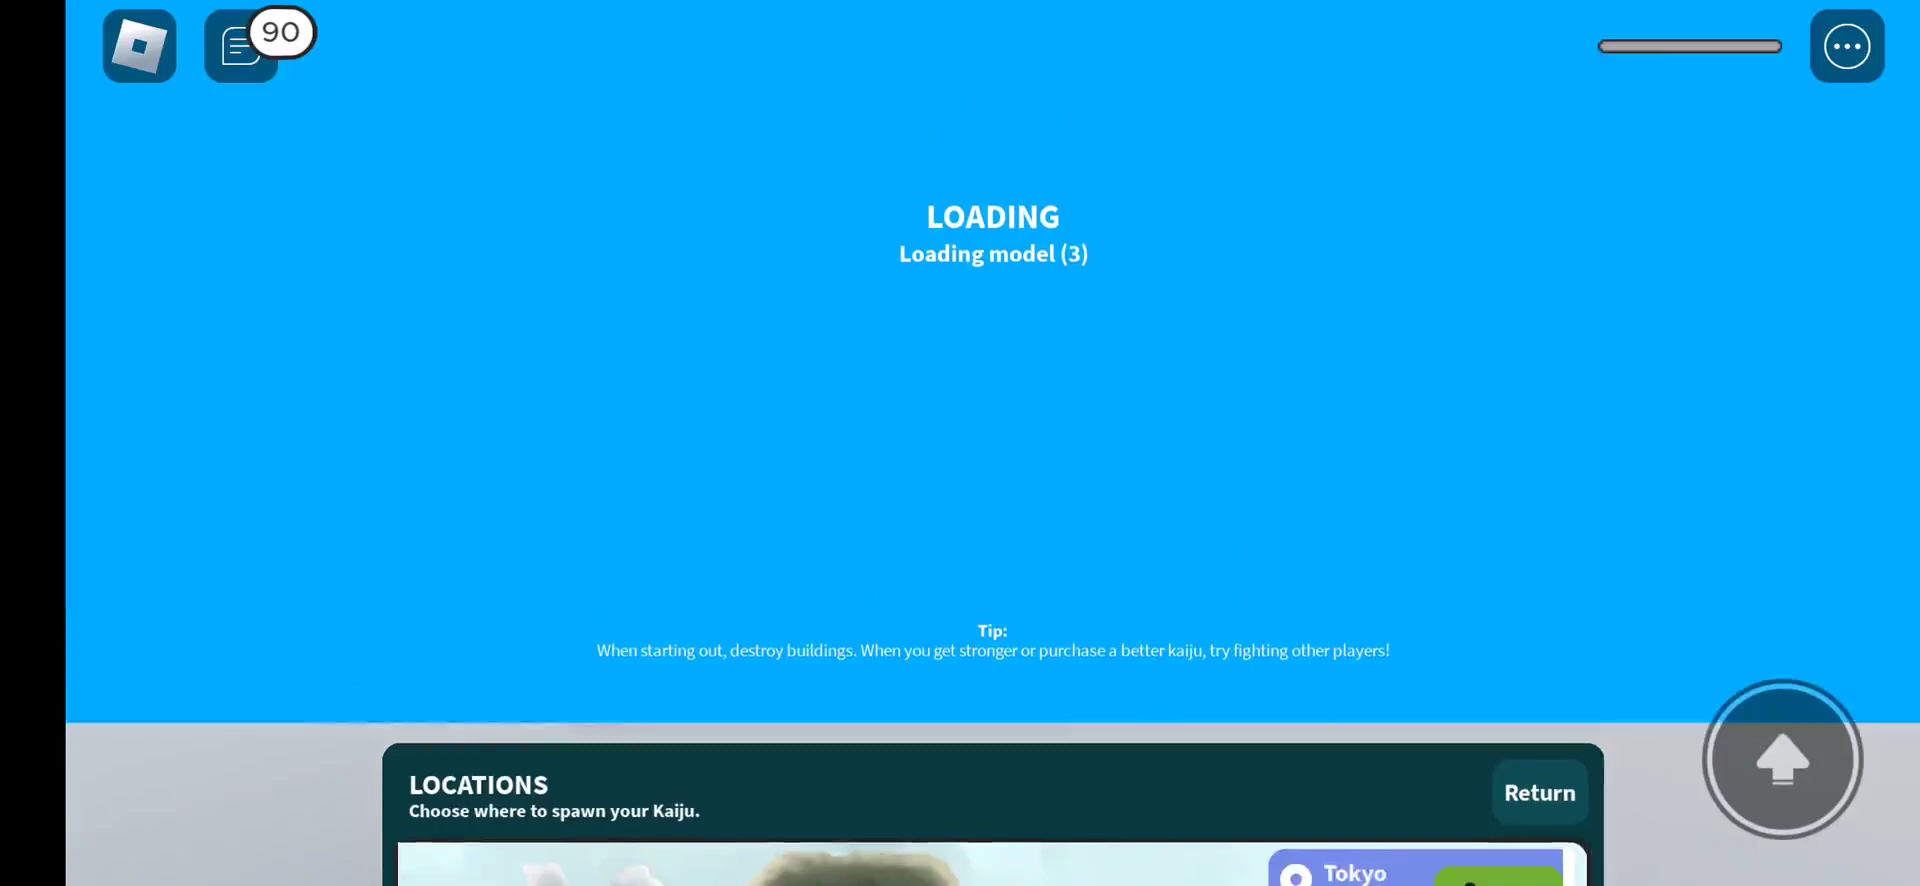 90
LOADING
Loading model (3)
Tip:
When starting out, destroy buildings. When you get stronger or purchase a better kaiju, try fighting other players!
LOCATIONS
Choose where to spawn your Kaiju.
Return
Tokyo